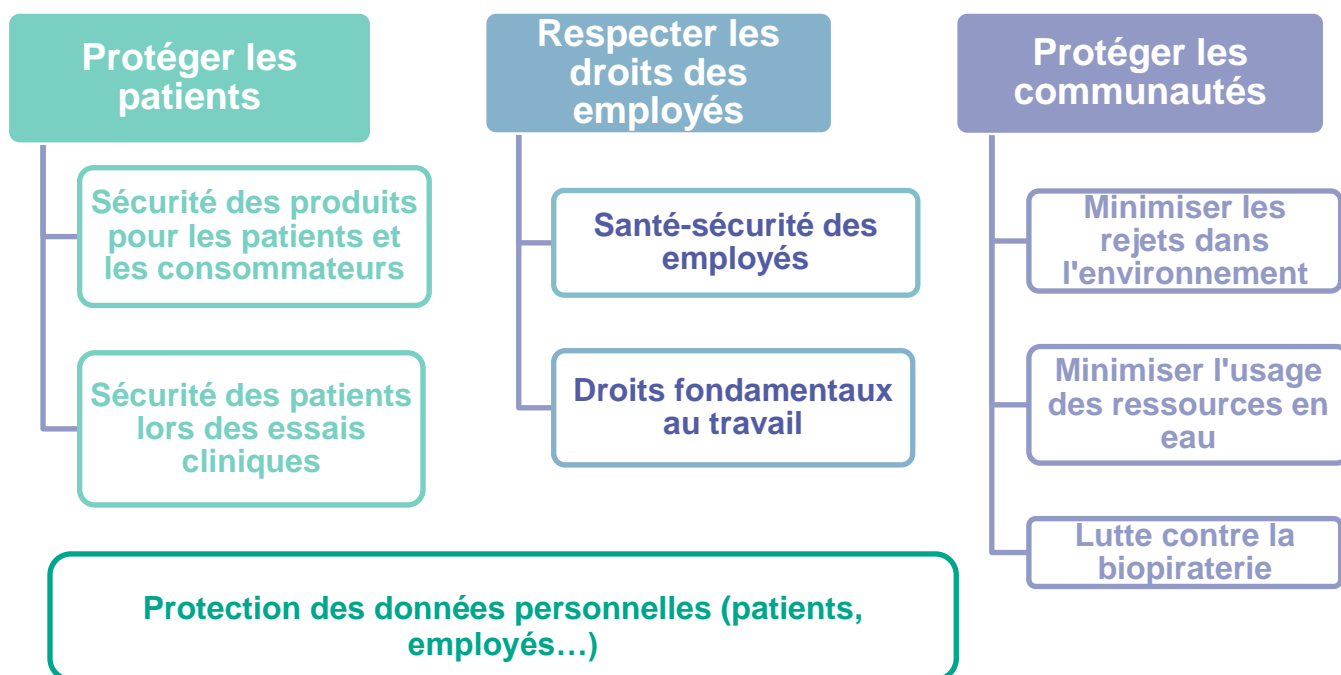 Protéger les
patients
Sécurité des produits
pour les patients et
les consommateurs
Sécurité des patients
lors des essais
cliniques
Respecter les
droits des
employés
Santé-sécurité des
employés
Droits fondamentaux
au travail
Protéger les
communautés
Minimiser les
rejets dans
l'environnement
Minimiser l'usage
des ressources en
eau
Lutte contre la
biopiraterie
Protection des données personnelles (patients,
employés…)